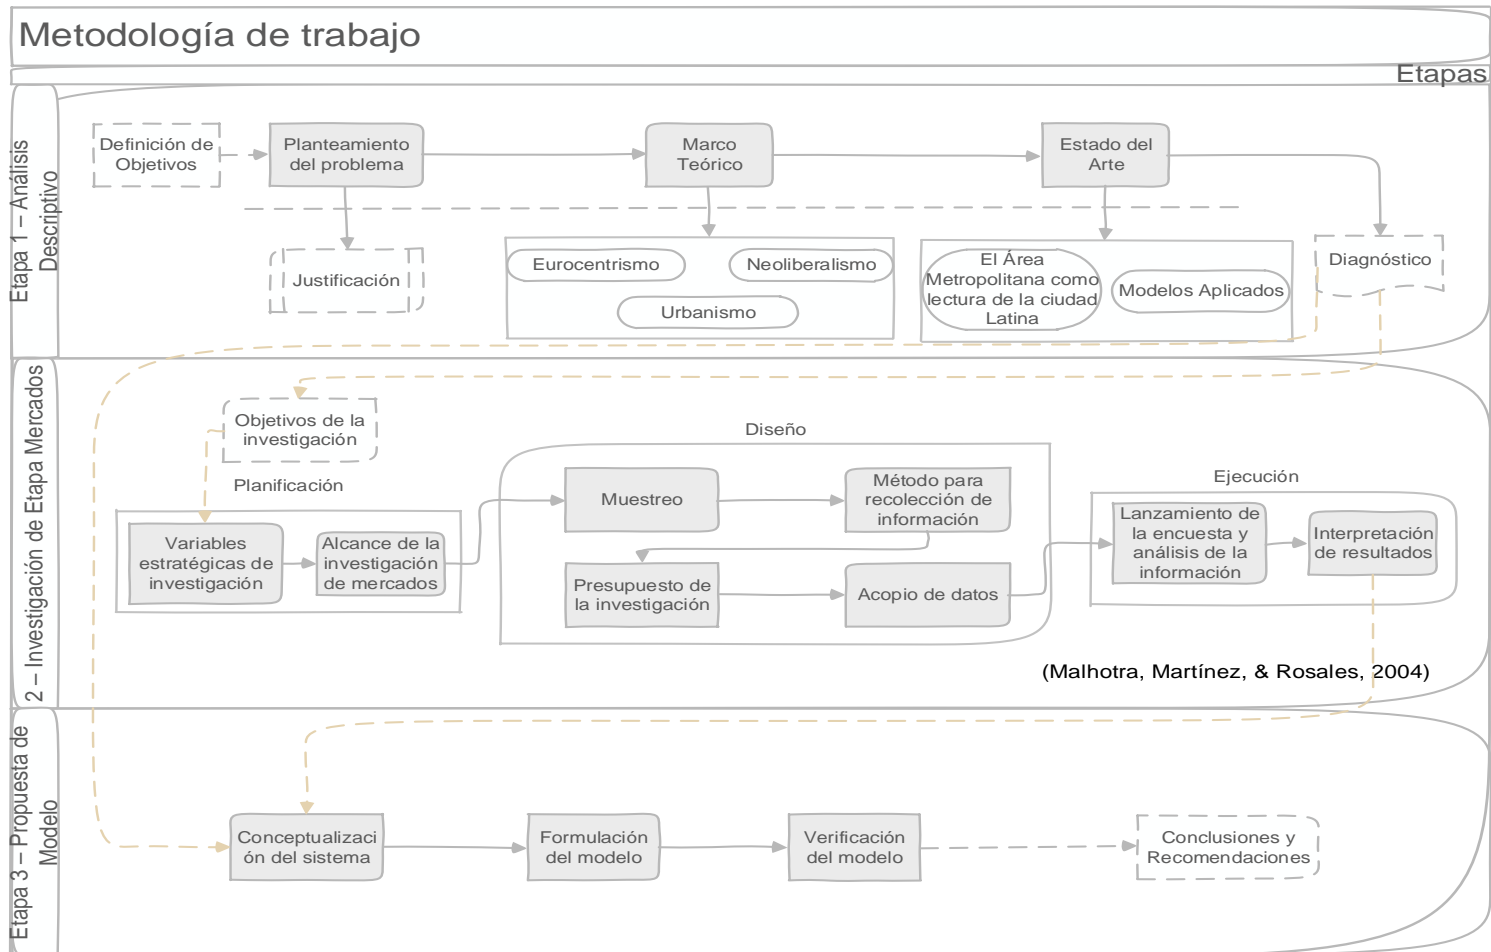 Metodología de trabajo
Etapas
Etapa 1 – Análisis
Descriptivo
Definición de
Objetivos
Planteamiento
del problema
Marco
Teórico
Estado del
Arte
Justificación
Eurocentrismo
Neoliberalismo
Urbanismo
El Área
Metropolitana como
lectura de la ciudad
Latina
Modelos Aplicados
Diagnóstico
2 – Investigación de Etapa Mercados
Objetivos de la
investigación
Planificación
Variables
estratégicas de
investigación
Alcance de la
investigación
de mercados
Diseño
Muestreo
Método para
recolección de
información
Presupuesto de
la investigación
Acopio de datos
Ejecución
Lanzamiento de
la encuesta y
análisis de la
información
Interpretación
de resultados
(Malhotra, Martínez, & Rosales, 2004)
Etapa 3 – Propuesta de
Modelo
Conceptualizaci
ón del sistema
Formulación
del modelo
Verificación
del modelo
Conclusiones y
Recomendaciones